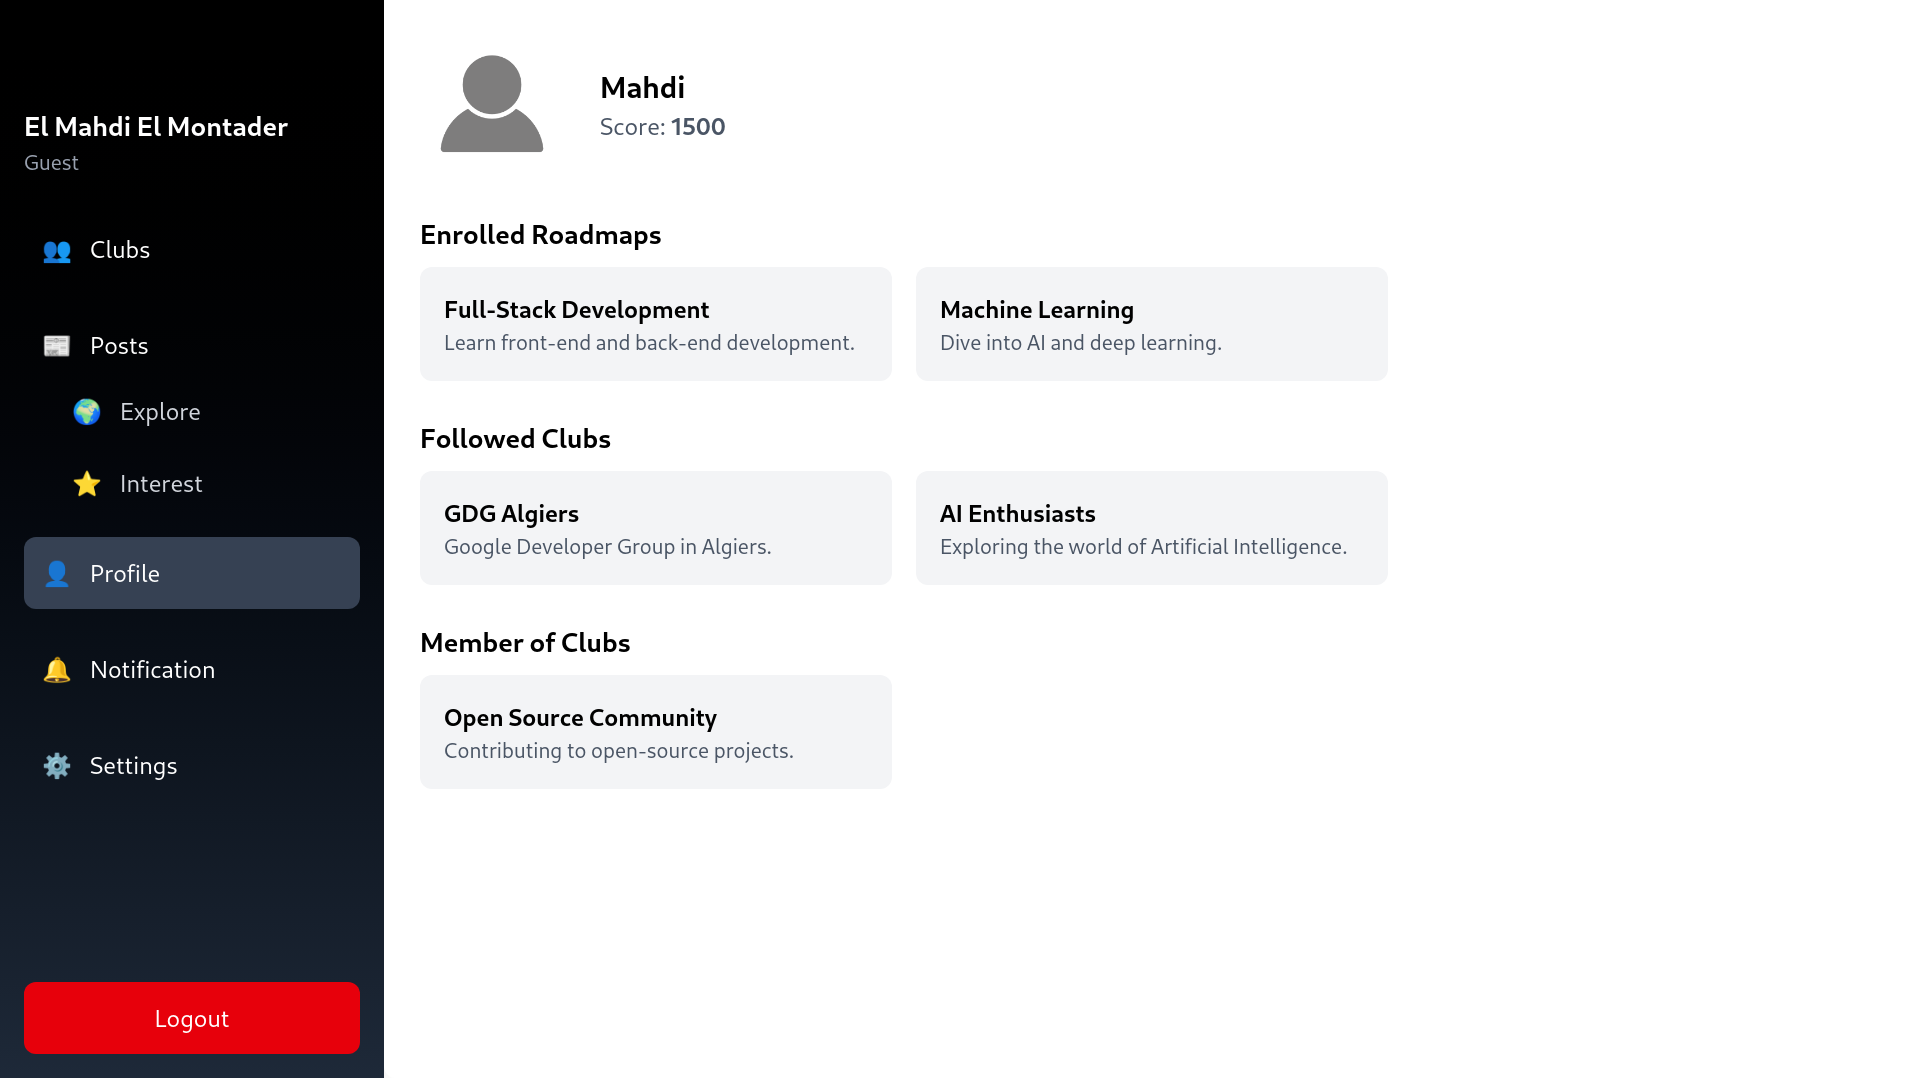 El Mahdi El Montader
Guest
Clubs
Posts
Explore
Interest
Profile
Notification
Settings
Logout
Mahdi
Score: 1500
Enrolled Roadmaps
Full-Stack Development
Learn front-end and back-end development.
Machine Learning
Dive into AI and deep learning.
Followed Clubs
GDG Algiers
Google Developer Group in Algiers.
AI Enthusiasts
Exploring the world of Artificial Intelligence.
Member of Clubs
Open Source Community
Contributing to open-source projects.